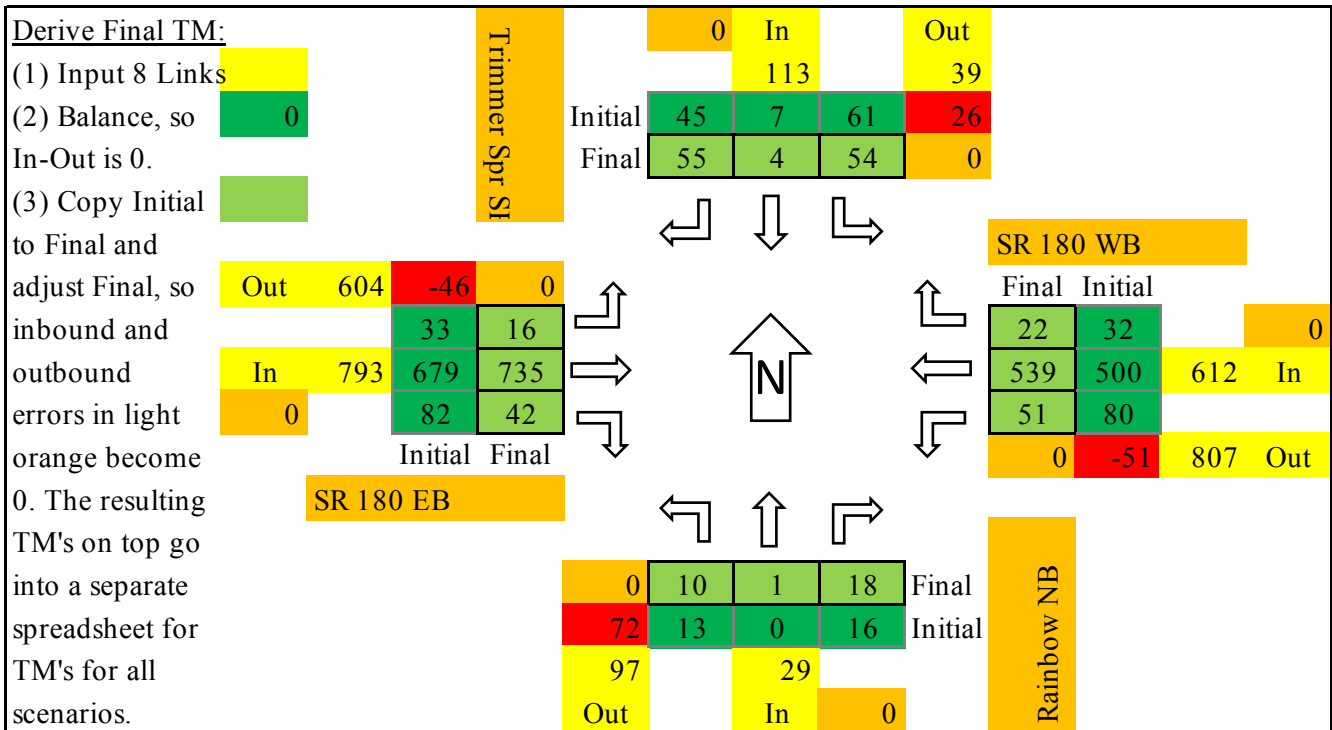 Derive Final TM:
(1) Input 8 Links
(2) Balance, so 0
In-Out is 0.
(3) Copy Initial
to Final and
adjust Final, so
inbound and
outbound
errors in light
orange become
0. The resulting
TM's on top go
into a separate
spreadsheet for
TM's for all
scenarios.
Trimmer Spr SI
0 In Out
113 39
Initial 45 7 61 26
Final 55 4 54 0
Out 604 -46 0
33 16
In 793 679 735
0 82 42
Initial Final
SR 180 EB
N
SR 180 WB
Final Initial
22 32 0
539 500 612 In
51 80
0 -51 807 Out
0 10 1 18 Final
72 13 0 16 Initial
97 29
Out In 0
Rainbow NB